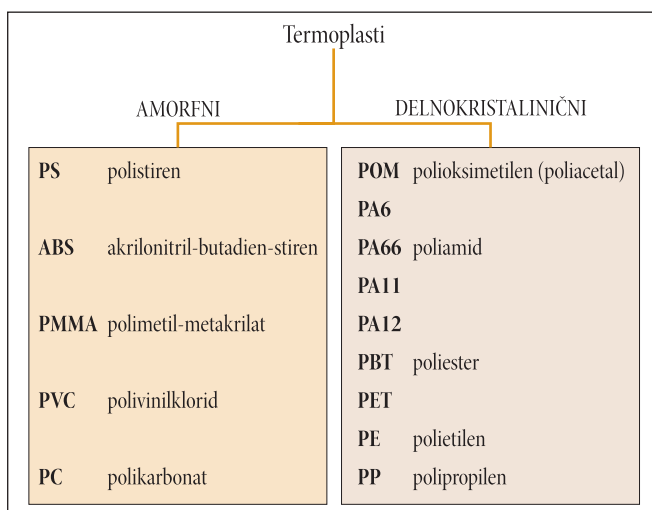 Termoplasti
AMORFNI
DELNOKRISTALINIČNI
PS polistiren
ABS akrilonitril-butadien-stiren
PMMA polimetil-metakrilat
PVC polivinilklorid
PC polikarbonat
POM polioksimetilen (poliacetal)
PA6
PA66 poliamid
PA11
PA12
PBT poliester
PET
PE polietilen
PP polipropilen